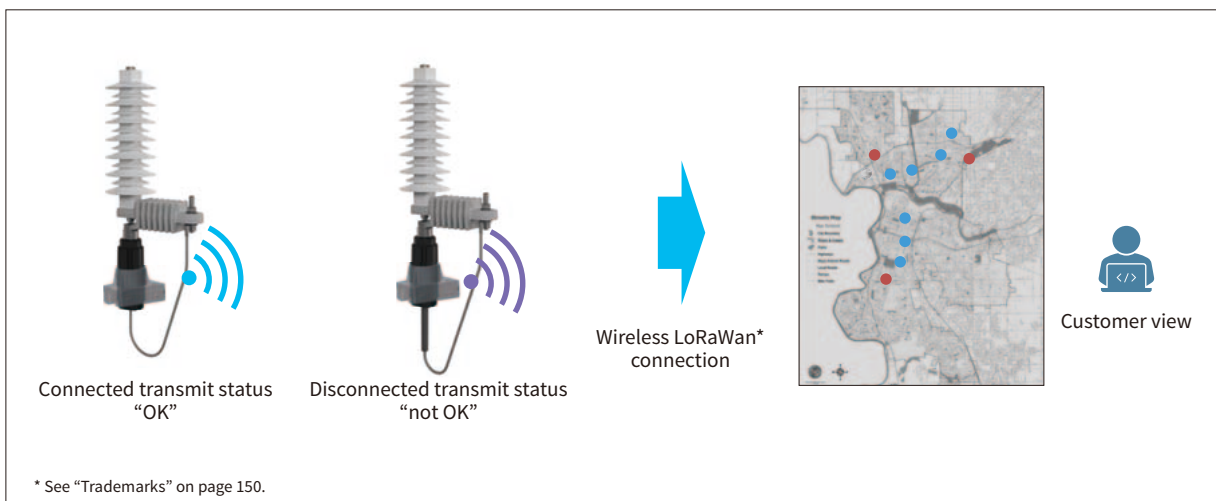 Connected transmit status
“OK”
Disconnected transmit status
“not OK”
Wireless LoRaWan*
connection
Customer view
* See “Trademarks” on page 150.